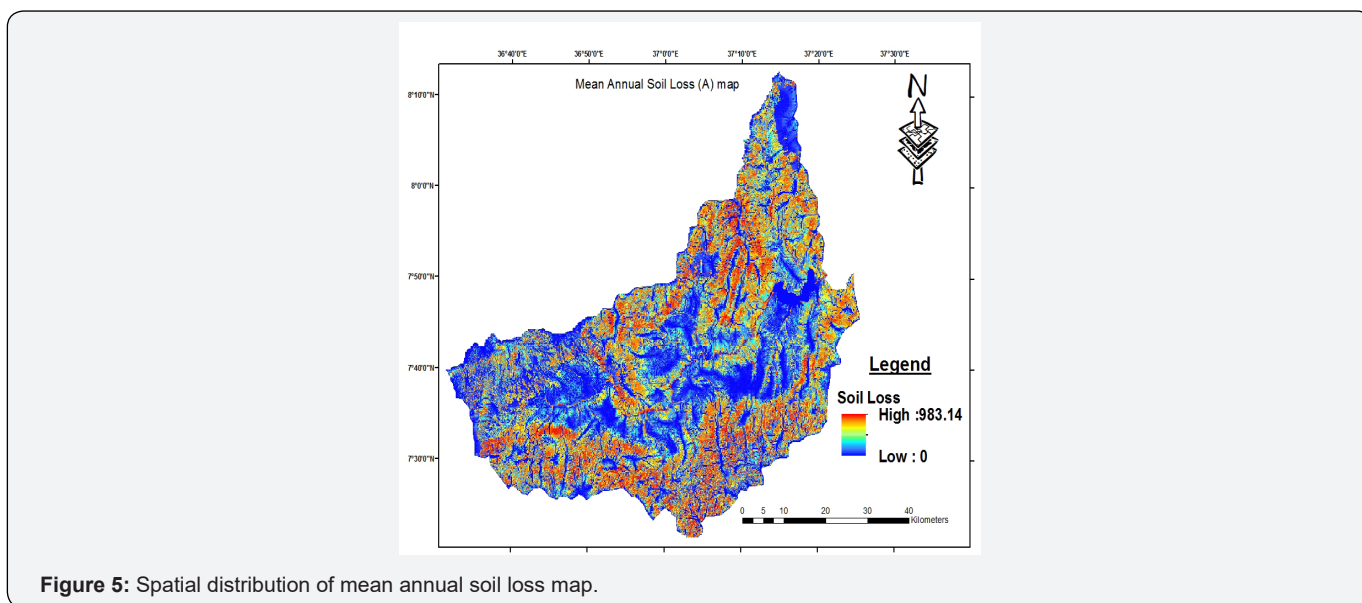 36°40'0"E 36°50'0"E 37°0'0"E 37°10'0"E 37°20'0"E 37°30'0"E
Mean Annual Soil Loss (A) map
N
8°10'0"N
8°0'0"N
7°50'0"N
7°40'0"N
7°30'0"N
Legend
Soil Loss
High :983.14
Low : 0
0 5 10 20 30 40
Kilometers
Figure 5: Spatial distribution of mean annual soil loss map.